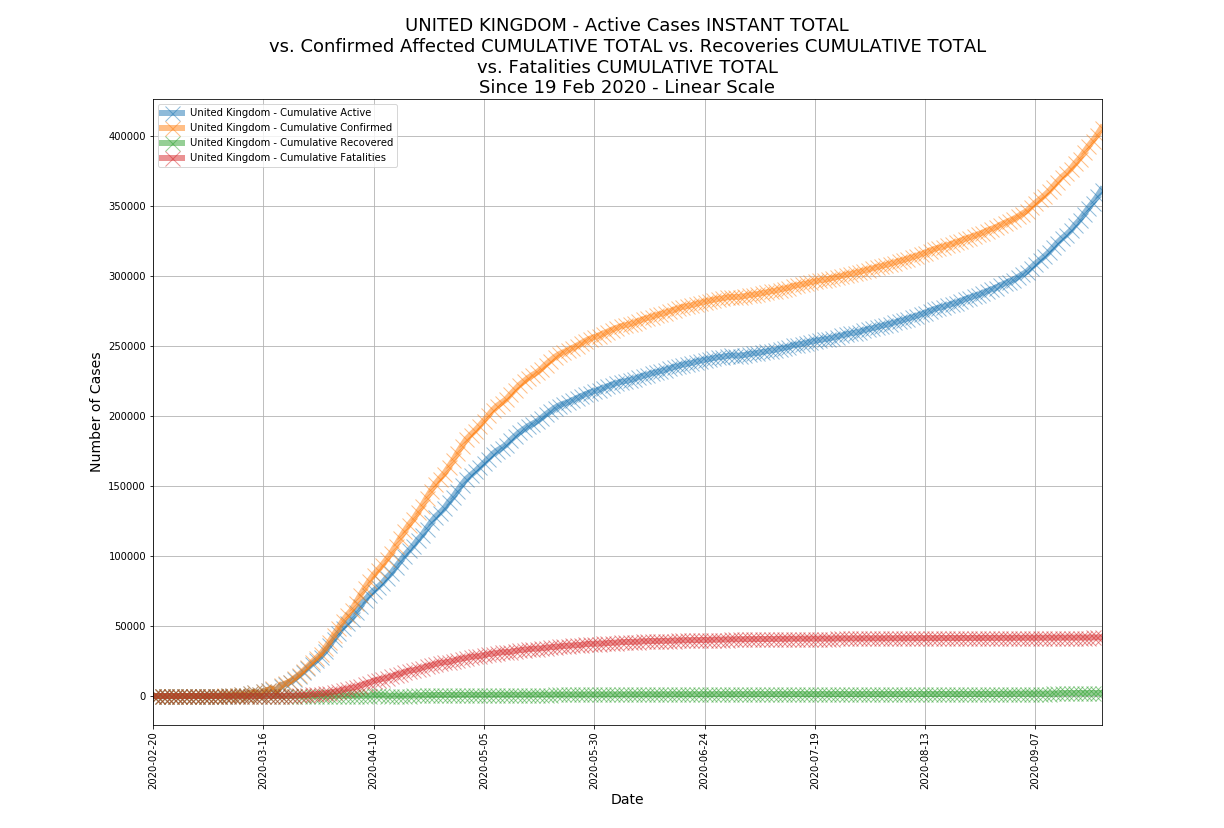 UNITED KINGDOM - Active Cases INSTANT TOTAL
vs. Confirmed Affected CUMULATIVE TOTAL vs. Recoveries CUMULATIVE TOTAL
vs. Fatalities CUMULATIVE TOTAL
Since 19 Feb 2020 - Linear Scale
United Kingdom - Cumulative Active
United Kingdom - Cumulative Confirmed
United Kingdom - Cumulative Recovered
United Kingdom - Cumulative Fatalities
Number of Cases
400000
350000
300000
250000
200000
150000
100000
50000
0
2020-02-20
2020-03-16
2020-04-10
2020-05-05
2020-05-30
2020-06-24
2020-07-19
2020-08-13
2020-09-07
Date